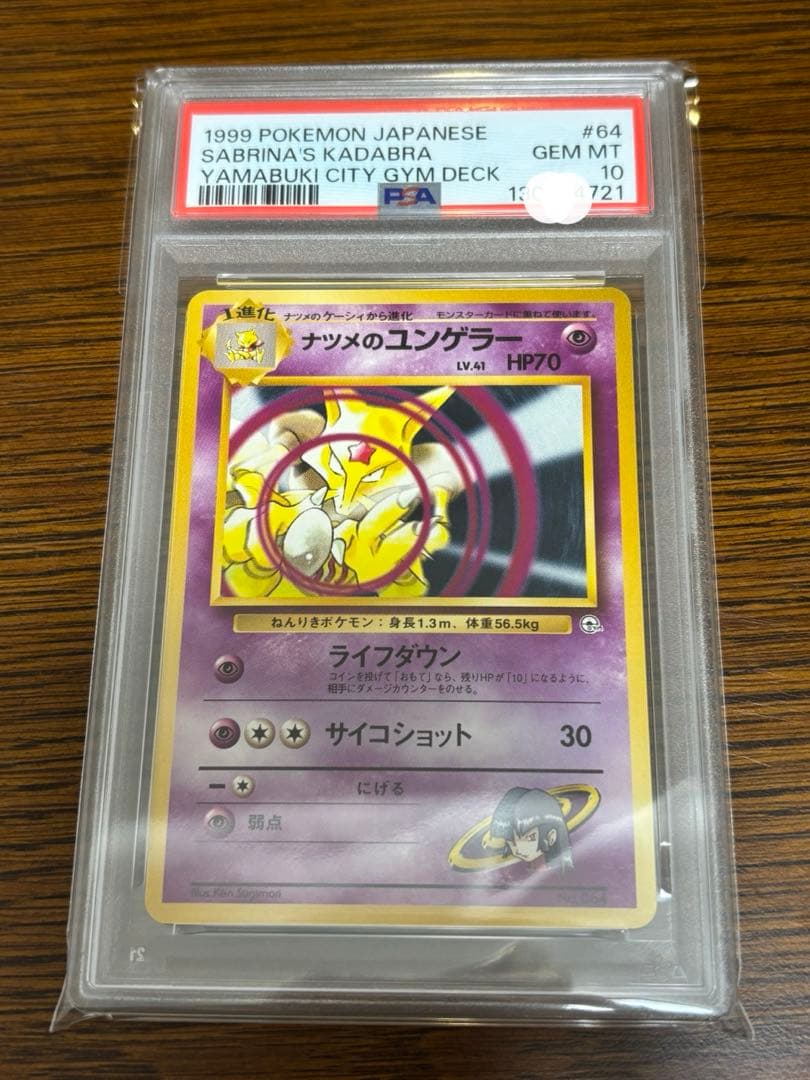 1999 POKEMON JAPANESE #64
SABRINA'S KADABRA GEM MT
YAMABUKI CITY GYM DECK 10
PSA
1進化 ナツメのケーシィから進化 モンスターカードに重ねて使います。
ナツメのユンゲラー
LV.41 HP70
ねんりきポケモン：身長1.3m、体重56.5kg
ライフダウン
コインを投げて「おもて」なら、残りHPが「10」になるように、
相手にダメージカウンターをのせる。
サイコショット 30
にげる
弱点
Illus. Ken Sugimori No.064
21